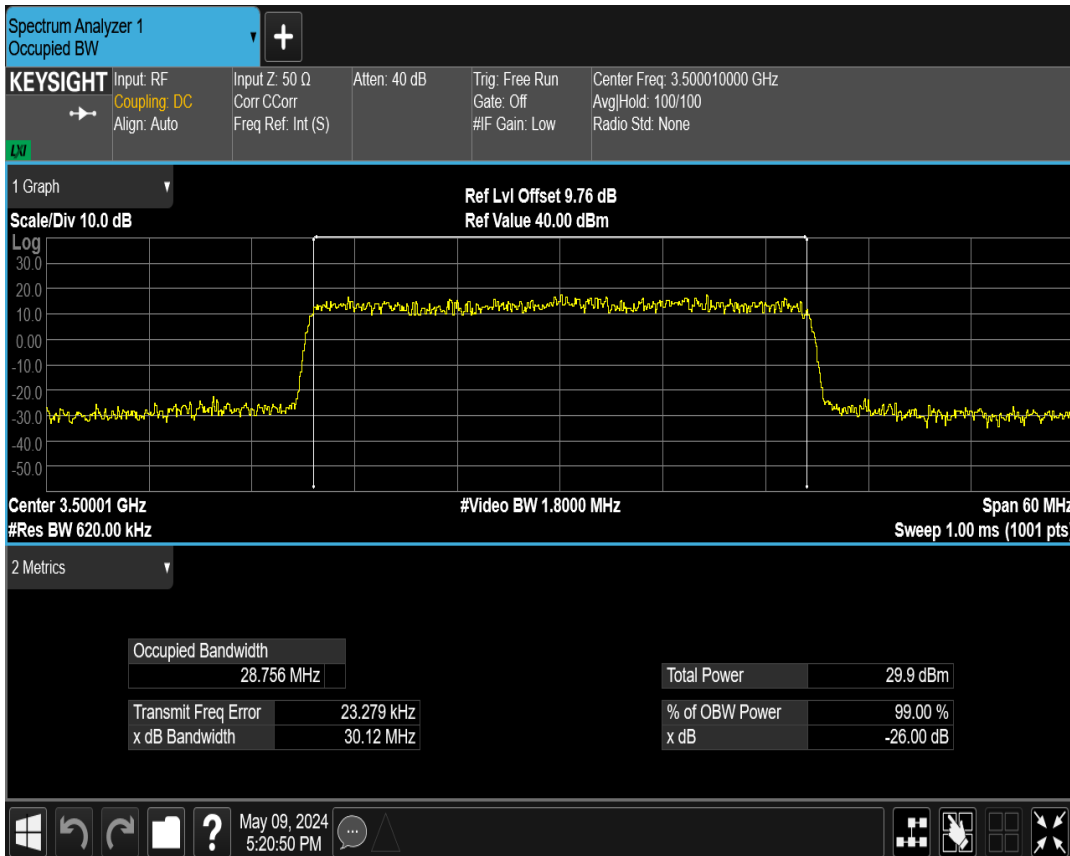 Spectrum Analyzer 1
Occupied BW
+
KEYSIGHT
LXI
Input: RF
Coupling: DC
Align: Auto
Input Z: 50 Ω
Corr CCorr
Freq Ref: Int (S)
Atten: 40 dB
Trig: Free Run
Gate: Off
#IF Gain: Low
Center Freq: 3.500010000 GHz
Avg|Hold: 100/100
Radio Std: None
1 Graph
Scale/Div 10.0 dB
Ref Lvl Offset 9.76 dB
Ref Value 40.00 dBm
Log
30.0
20.0
10.0
0.00
-10.0
-20.0
-30.0
-40.0
-50.0
Center 3.50001 GHz
#Video BW 1.8000 MHz
Span 60 MHz
#Res BW 620.00 kHz
Sweep 1.00 ms (1001 pts)
2 Metrics
Occupied Bandwidth
28.756 MHz
Total Power 29.9 dBm
Transmit Freq Error 23.279 kHz
% of OBW Power 99.00 %
x dB Bandwidth 30.12 MHz
x dB -26.00 dB
?
May 09, 2024
5:20:50 PM